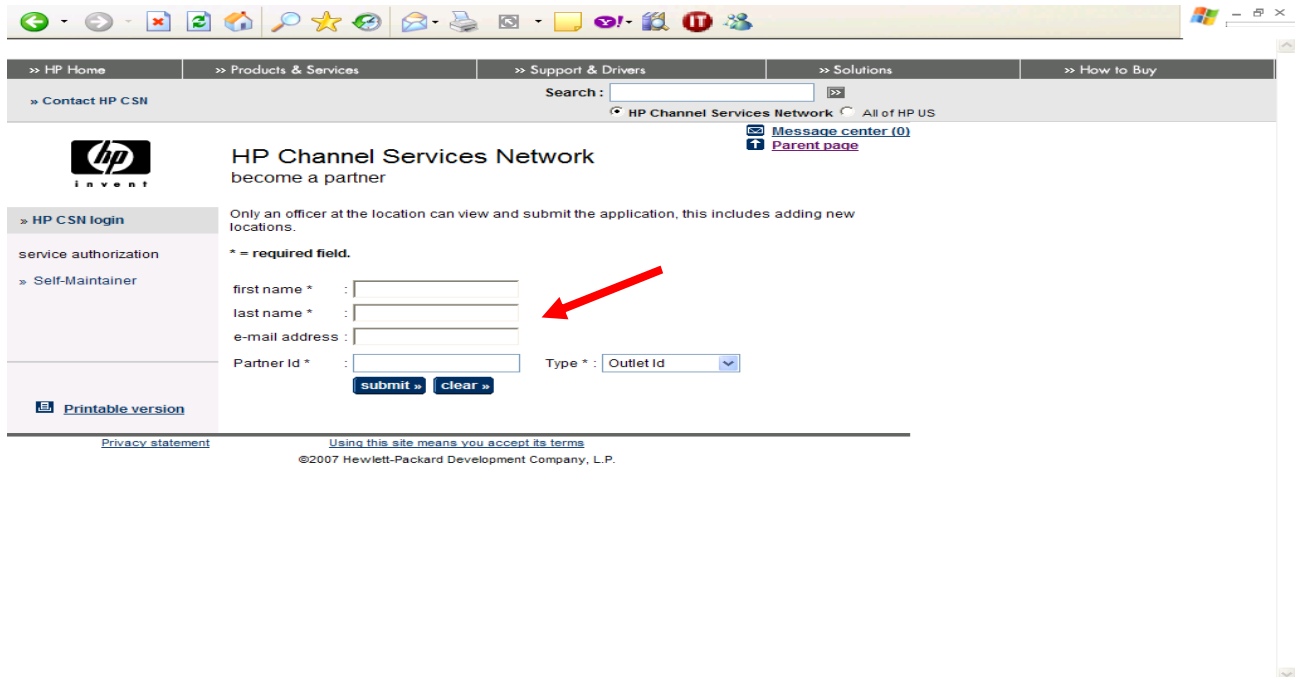 » HP Home » Products & Services » Support & Drivers » Solutions » How to Buy
» Contact HP CSN
Search :
HP Channel Services Network All of HP US
Message center (0)
Parent page
hp
invent
HP Channel Services Network
become a partner
» HP CSN login
Only an officer at the location can view and submit the application, this includes adding new
locations.
service authorization
* = required field.
» Self-Maintainer
first name * :
last name * :
e-mail address :
Partner Id * : Type * : Outlet Id
submit » clear »
Printable version
Privacy statement Using this site means you accept its terms
©2007 Hewlett-Packard Development Company, L.P.